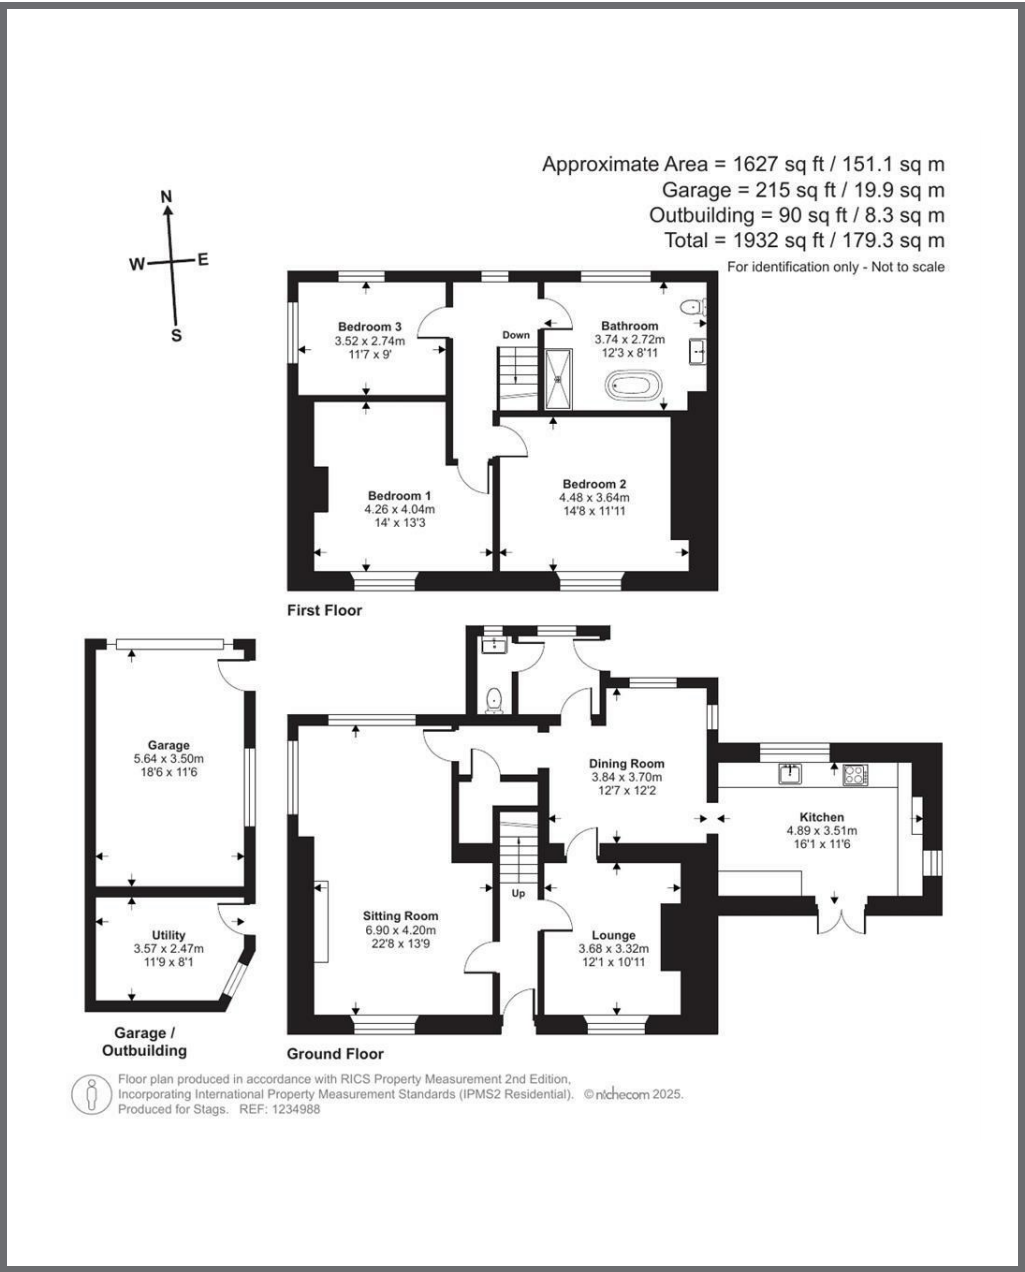 Approximate Area = 1627 sq ft / 151.1 sq m
Garage = 215 sq ft / 19.9 sq m
Outbuilding = 90 sq ft / 8.3 sq m
Total = 1932 sq ft / 179.3 sq m
For identification only - Not to scale
N
W
E
S
Bedroom 3
3.52 x 2.74m
11'7 x 9'
Down
Bathroom
3.74 x 2.72m
12'3 x 8'11
Bedroom 1
4.26 x 4.04m
14' x 13'3
Bedroom 2
4.48 x 3.64m
14'8 x 11'11
First Floor
Garage
5.64 x 3.50m
18'6 x 11'6
Dining Room
3.84 x 3.70m
12'7 x 12'2
Kitchen
4.89 x 3.51m
16'1 x 11'6
Up
Sitting Room
6.90 x 4.20m
22'8 x 13'9
Lounge
3.68 x 3.32m
12'1 x 10'11
Utility
3.57 x 2.47m
11'9 x 8'1
Garage /
Outbuilding
Ground Floor
Floor plan produced in accordance with RICS Property Measurement 2nd Edition,
Incorporating International Property Measurement Standards (IPMS2 Residential). © nichecom 2025.
Produced for Stags. REF: 1234988